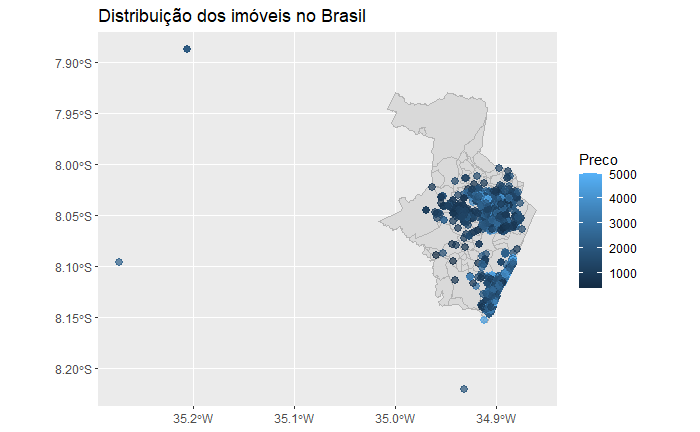 Distribuição dos imóveis no Brasil
7.90°S
7.95°S
8.00°S
8.05°S
8.10°S
8.15°S
8.20°S
35.2°W
35.1°W
35.0°W
34.9°W
Preco
5000
4000
3000
2000
1000